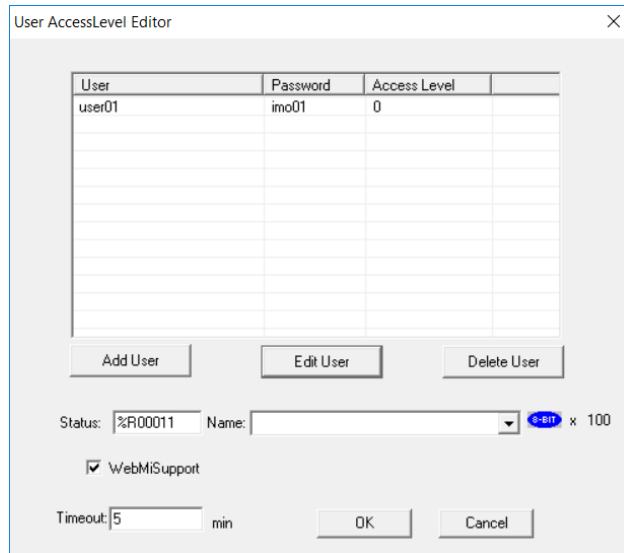 User AccessLevel Editor
User Password Access Level
user01 imo01 0
Add User Edit User Delete User
Status: %R00011 Name: 8-BIT x 100
WebMiSupport
Timeout: 5 min OK Cancel